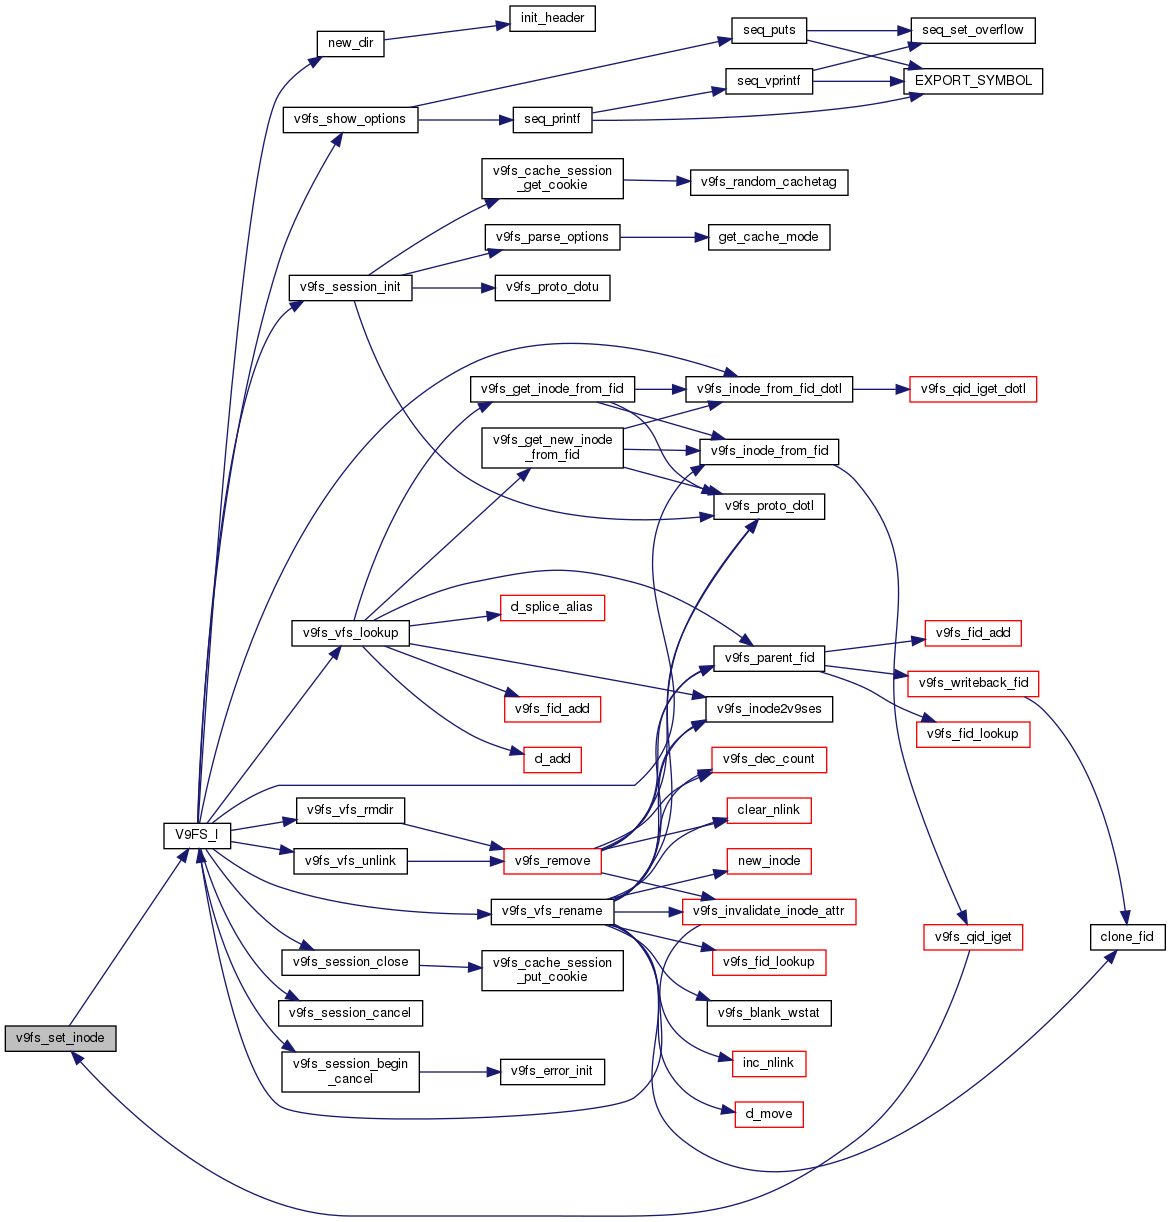 init_header
new_dir
seq_puts
seq_set_overflow
seq_vprintf
EXPORT_SYMBOL
v9fs_show_options
seq_printf
v9fs_cache_session
_get_cookie
v9fs_random_cachetag
v9fs_parse_options
get_cache_mode
v9fs_session_init
v9fs_proto_dotu
v9fs_get_inode_from_fid
v9fs_inode_from_fid_dotl
v9fs_qid_iget_dotl
v9fs_get_new_inode
_from_fid
v9fs_inode_from_fid
v9fs_proto_dotl
d_splice_alias
v9fs_vfs_lookup
v9fs_fid_add
v9fs_parent_fid
v9fs_writeback_fid
v9fs_fid_add
v9fs_inode2v9ses
v9fs_fid_lookup
d_add
v9fs_dec_count
v9fs_vfs_rmdir
clear_nlink
V9FS_I
v9fs_vfs_unlink
v9fs_remove
new_inode
v9fs_vfs_rename
v9fs_invalidate_inode_attr
v9fs_qid_iget
clone_fid
v9fs_session_close
v9fs_cache_session
_put_cookie
v9fs_fid_lookup
v9fs_session_cancel
v9fs_blank_wstat
v9fs_set_inode
v9fs_session_begin
_cancel
v9fs_error_init
inc_nlink
d_move